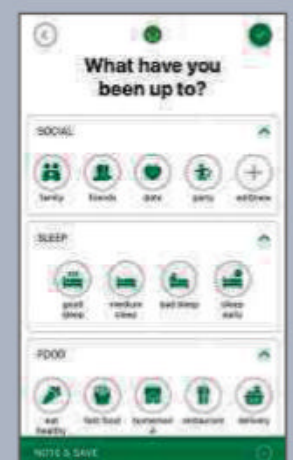 What have you
been up to?
SOCIAL
family friends date party edit/new
SLEEP
good sleep medium sleep bad sleep sleep early
FOOD
eat healthy fast food restaurant delivery
NOTE & SAVE